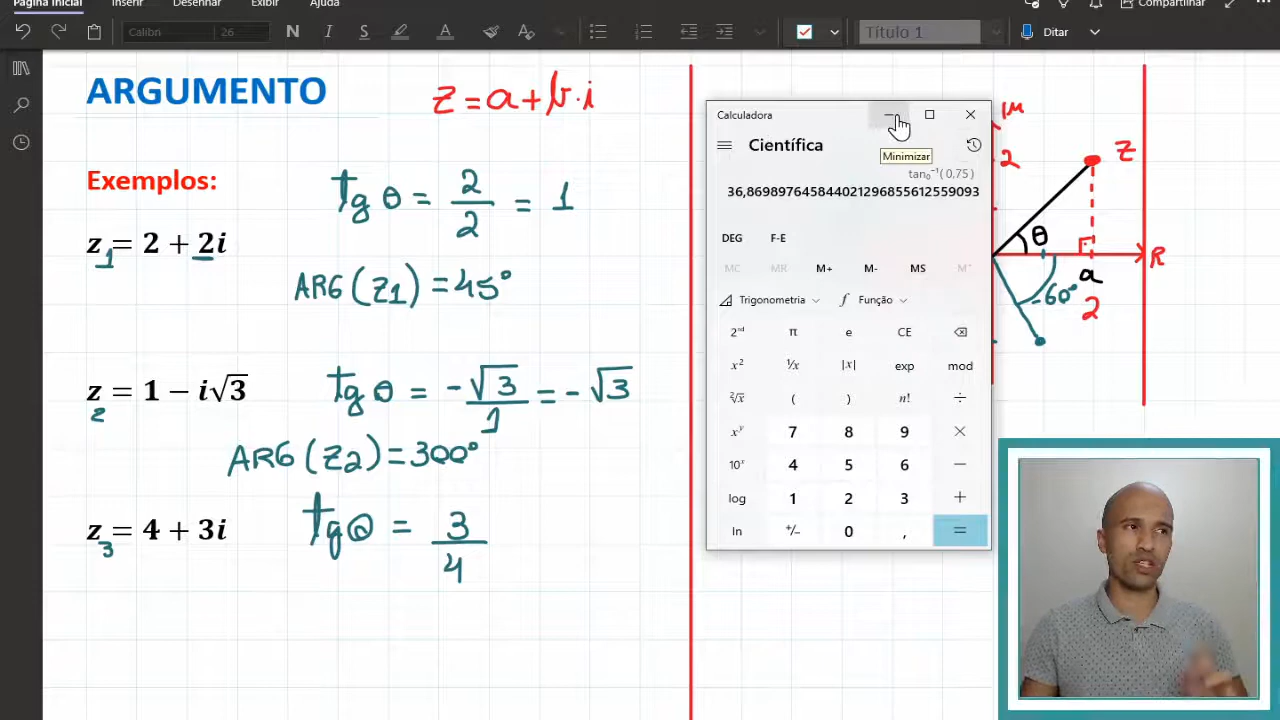 Página Inicial Inserir Desenhar Exibir Ajuda Compartilhar
Calibri 26 N I S A Título 1 Ditar
ARGUMENTO
z = a + b·i
Exemplos:
z₁ = 2 + 2i
tg θ = 2/2 = 1
ARG (z1) = 45°
z₂ = 1 − i√3
tg θ = -√3/1 = -√3
ARG (z2) = 300°
z₃ = 4 + 3i
tg θ = 3/4
Calculadora
Científica
Minimizar
tan₀⁻¹(0,75)
36,869897645844021296855612559093
DEG F-E
MC MR M+ M- MS
Trigonometria Função
2ⁿᵈ π e CE
x² ¹/x |x| exp mod
²√x ( ) n! ÷
xʸ 7 8 9 ×
10ˣ 4 5 6 −
log 1 2 3 +
ln +/− 0 , =
Im
2
z
θ
R
a
-60°
2